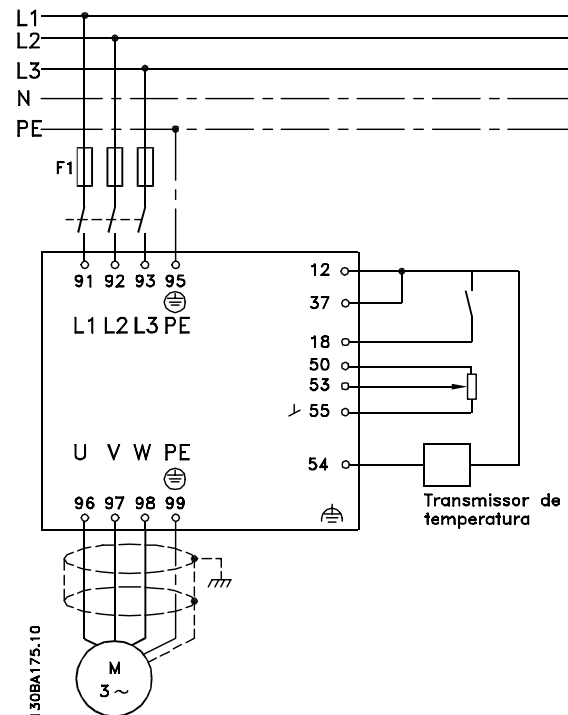 L1
L2
L3
N
PE
F1
91 92 93 95
L1 L2 L3 PE
12
37
18
50
53
55
54
U V W PE
96 97 98 99
Transmissor de
temperatura
M
3~
130BA175.10